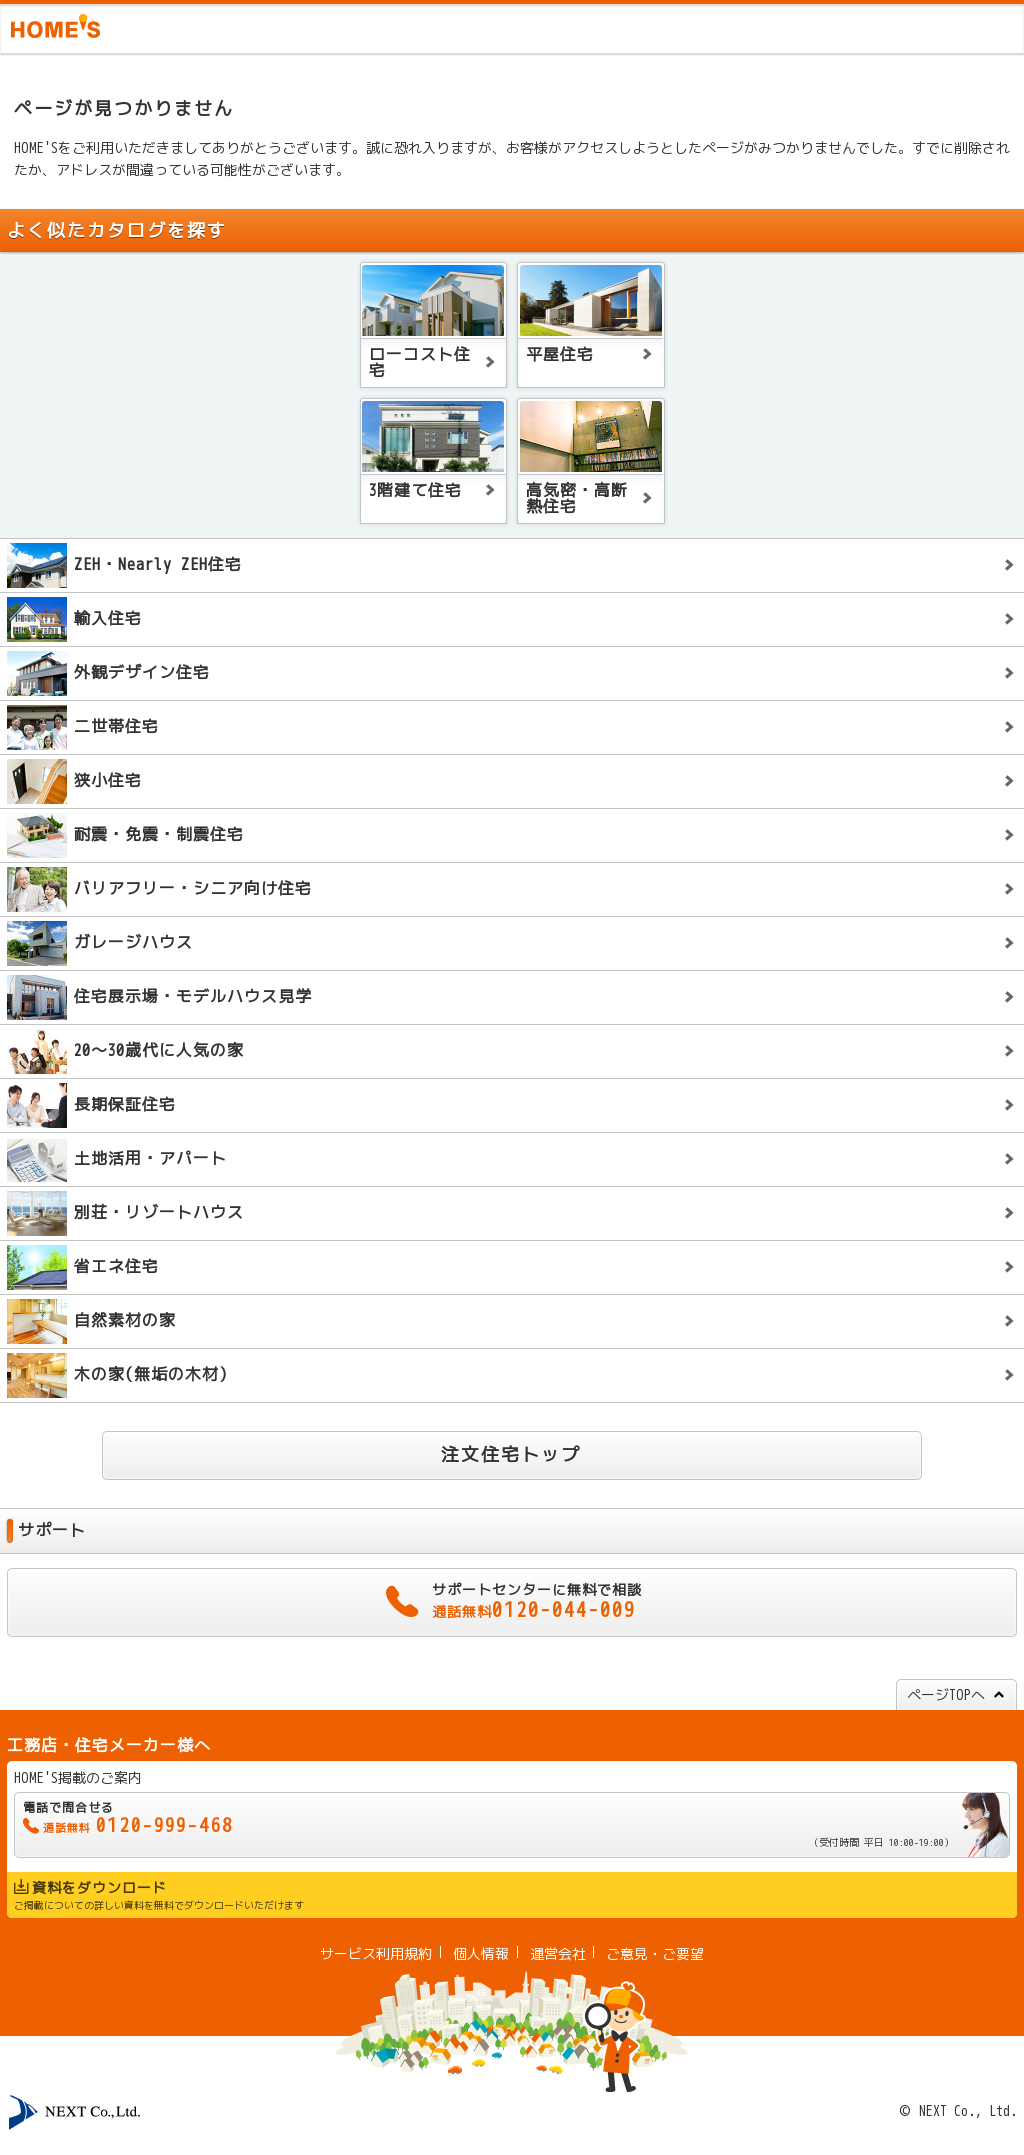 HOME'S
ページが見つかりません
HOME'Sをご利用いただきましてありがとうございます。誠に恐れ入りますが、お客様がアクセスしようとしたページがみつかりませんでした。すでに削除され
たか、アドレスが間違っている可能性がございます。
よく似たカタログを探す
ローコスト住
宅
平屋住宅
3階建て住宅
高気密・高断
熱住宅
ZEH・Nearly ZEH住宅
輸入住宅
外観デザイン住宅
二世帯住宅
狭小住宅
耐震・免震・制震住宅
バリアフリー・シニア向け住宅
ガレージハウス
住宅展示場・モデルハウス見学
20〜30歳代に人気の家
長期保証住宅
土地活用・アパート
別荘・リゾートハウス
省エネ住宅
自然素材の家
木の家(無垢の木材)
注文住宅トップ
サポート
サポートセンターに無料で相談
通話無料0120-044-009
ページTOPへ
工務店・住宅メーカー様へ
HOME'S掲載のご案内
電話で問合せる
通話無料 0120-999-468
(受付時間 平日 10:00-19:00)
資料をダウンロード
ご掲載についての詳しい資料を無料でダウンロードいただけます
サービス利用規約 | 個人情報 | 運営会社 | ご意見・ご要望
NEXT Co.,Ltd.
© NEXT Co., Ltd.